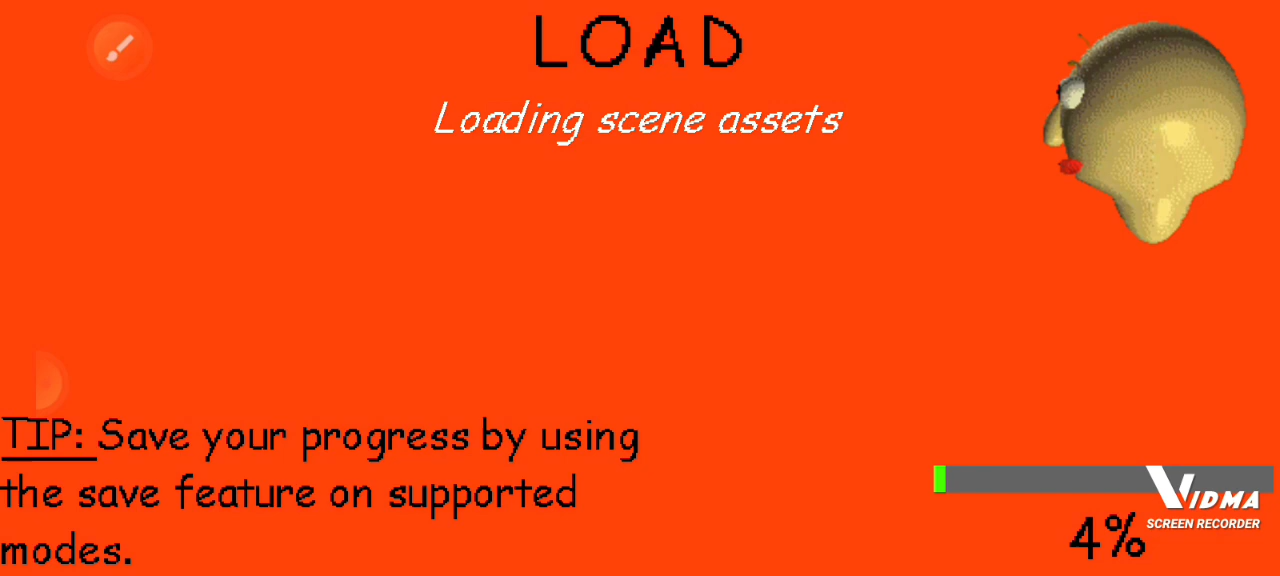 LOAD
Loading scene assets
TIP: Save your progress by using
the save feature on supported
modes.
VIDMA
SCREEN RECORDER
4%